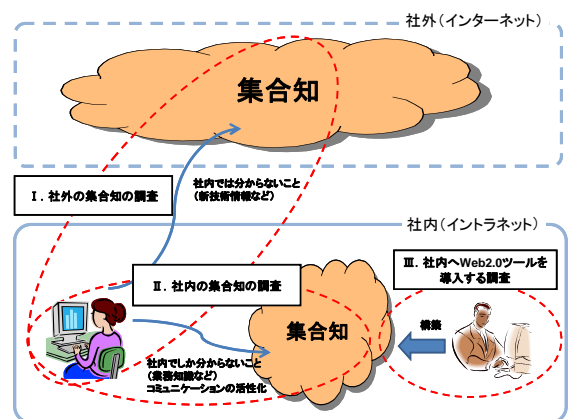 社外(インターネット)
集合知
社内では分からないこと
(新技術情報など)
Ⅰ．社外の集合知の調査
社内(イントラネット)
Ⅱ．社内の集合知の調査
Ⅲ．社内へWeb2.0ツールを
導入する調査
集合知
構築
社内でしか分からないこと
(業務知識など)
コミュニケーションの活性化